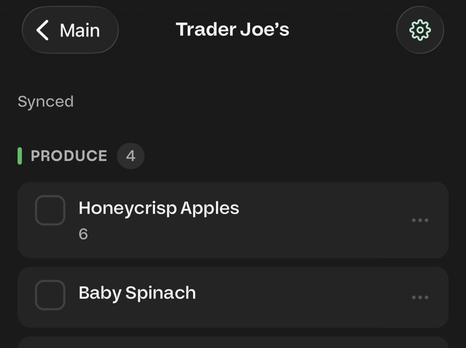 Main
Trader Joe's
Synced
PRODUCE 4
Honeycrisp Apples
6
Baby Spinach